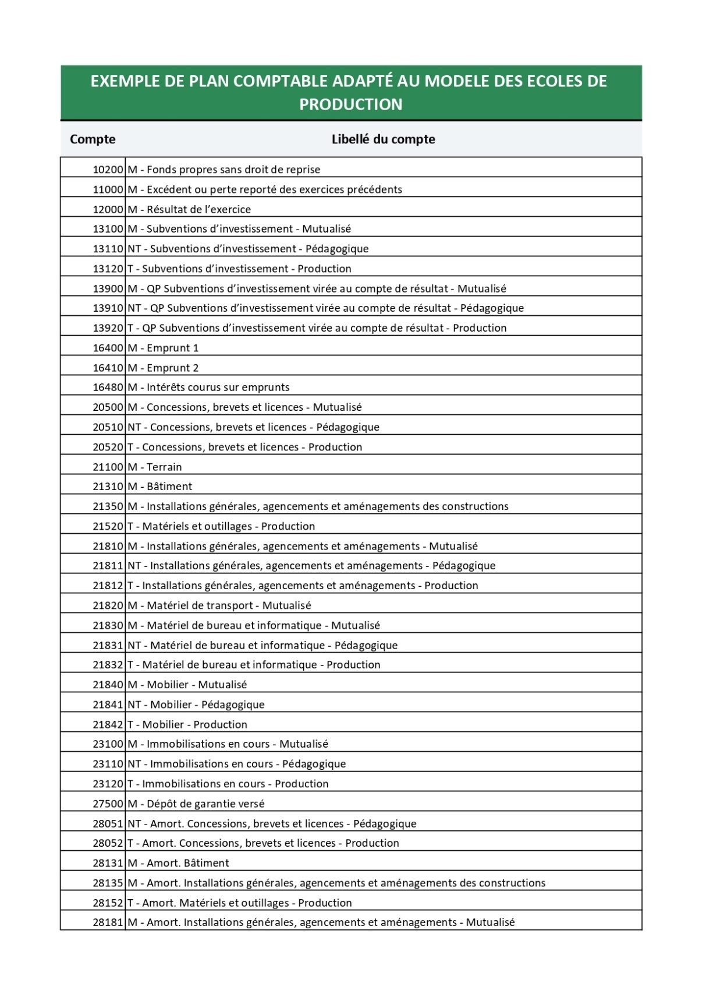 EXEMPLE DE PLAN COMPTABLE ADAPTÉ AU MODELE DES ECOLES DE
PRODUCTION
Compte Libellé du compte
10200 M - Fonds propres sans droit de reprise
11000 M - Excédent ou perte reporté des exercices précédents
12000 M - Résultat de l’exercice
13100 M - Subventions d’investissement - Mutualisé
13110 NT - Subventions d’investissement - Pédagogique
13120 T - Subventions d’investissement - Production
13900 M - QP Subventions d’investissement virée au compte de résultat - Mutualisé
13910 NT - QP Subventions d’investissement virée au compte de résultat - Pédagogique
13920 T - QP Subventions d’investissement virée au compte de résultat - Production
16400 M - Emprunt 1
16410 M - Emprunt 2
16480 M - Intérêts courus sur emprunts
20500 M - Concessions, brevets et licences - Mutualisé
20510 NT - Concessions, brevets et licences - Pédagogique
20520 T - Concessions, brevets et licences - Production
21100 M - Terrain
21310 M - Bâtiment
21350 M - Installations générales, agencements et aménagements des constructions
21520 T - Matériels et outillages - Production
21810 M - Installations générales, agencements et aménagements - Mutualisé
21811 NT - Installations générales, agencements et aménagements - Pédagogique
21812 T - Installations générales, agencements et aménagements - Production
21820 M - Matériel de transport - Mutualisé
21830 M - Matériel de bureau et informatique - Mutualisé
21831 NT - Matériel de bureau et informatique - Pédagogique
21832 T - Matériel de bureau et informatique - Production
21840 M - Mobilier - Mutualisé
21841 NT - Mobilier - Pédagogique
21842 T - Mobilier - Production
23100 M - Immobilisations en cours - Mutualisé
23110 NT - Immobilisations en cours - Pédagogique
23120 T - Immobilisations en cours - Production
27500 M - Dépôt de garantie versé
28051 NT - Amort. Concessions, brevets et licences - Pédagogique
28052 T - Amort. Concessions, brevets et licences - Production
28131 M - Amort. Bâtiment
28135 M - Amort. Installations générales, agencements et aménagements des constructions
28152 T - Amort. Matériels et outillages - Production
28181 M - Amort. Installations générales, agencements et aménagements - Mutualisé